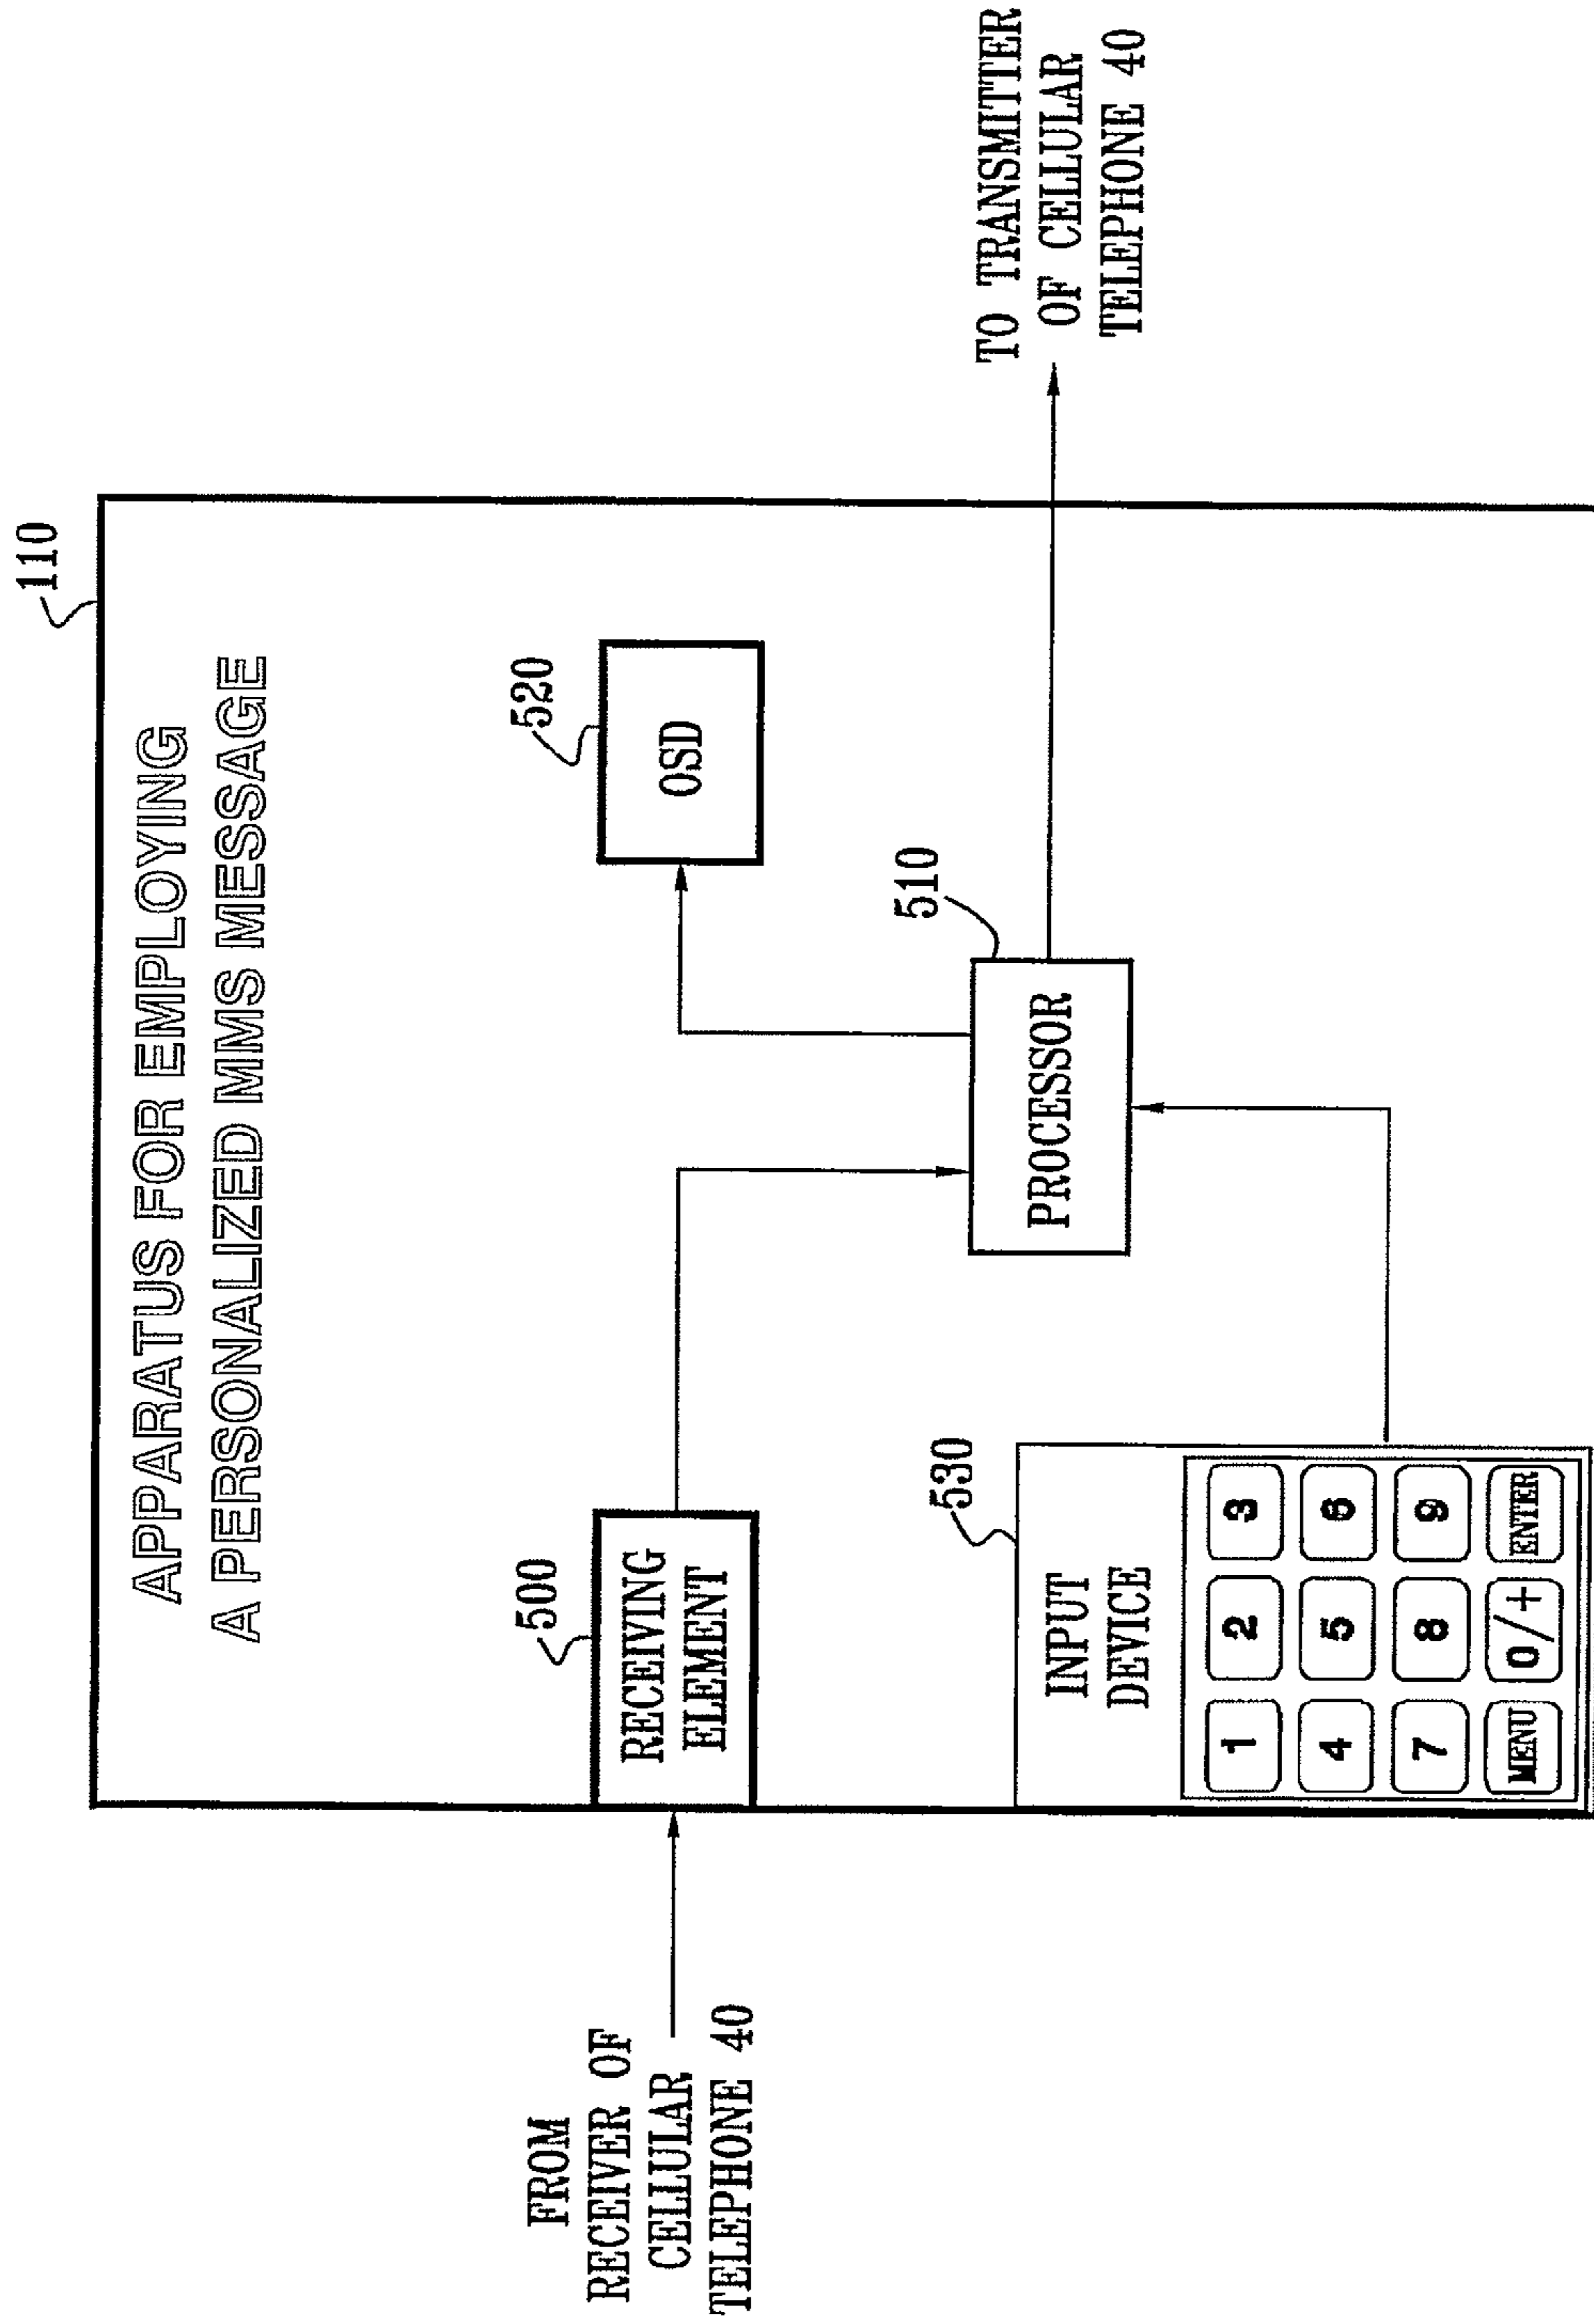 110
APPARATUS FOR EMPLOYING
A PERSONALIZED MMS MESSAGE
520
OSD
500
RECEIVING
ELEMENT
FROM
RECEIVER OF
CELLULAR
TELEPHONE 40
510
PROCESSOR
TO TRANSMITTER
OF CELLULAR
TELEPHONE 40
530
INPUT
DEVICE
1 2 3
4 5 6
7 8 9
MENU 0/+ ENTER